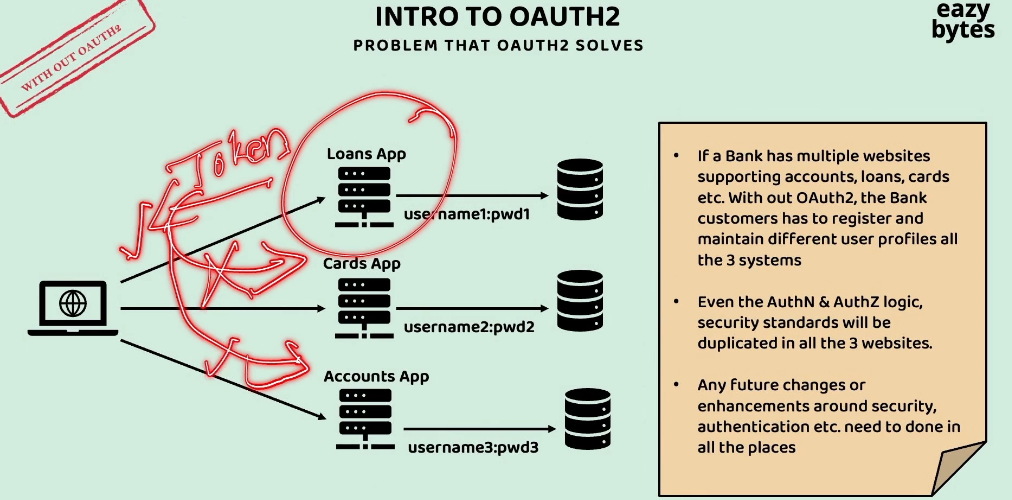 WITH OUT OAUTH2
INTRO TO OAUTH2
PROBLEM THAT OAUTH2 SOLVES
eazy
bytes
Token
Loans App
username1:pwd1
Cards App
username2:pwd2
Accounts App
username3:pwd3
• If a Bank has multiple websites
supporting accounts, loans, cards
etc. With out OAuth2, the Bank
customers has to register and
maintain different user profiles all
the 3 systems
• Even the AuthN & AuthZ logic,
security standards will be
duplicated in all the 3 websites.
• Any future changes or
enhancements around security,
authentication etc. need to done in
all the places